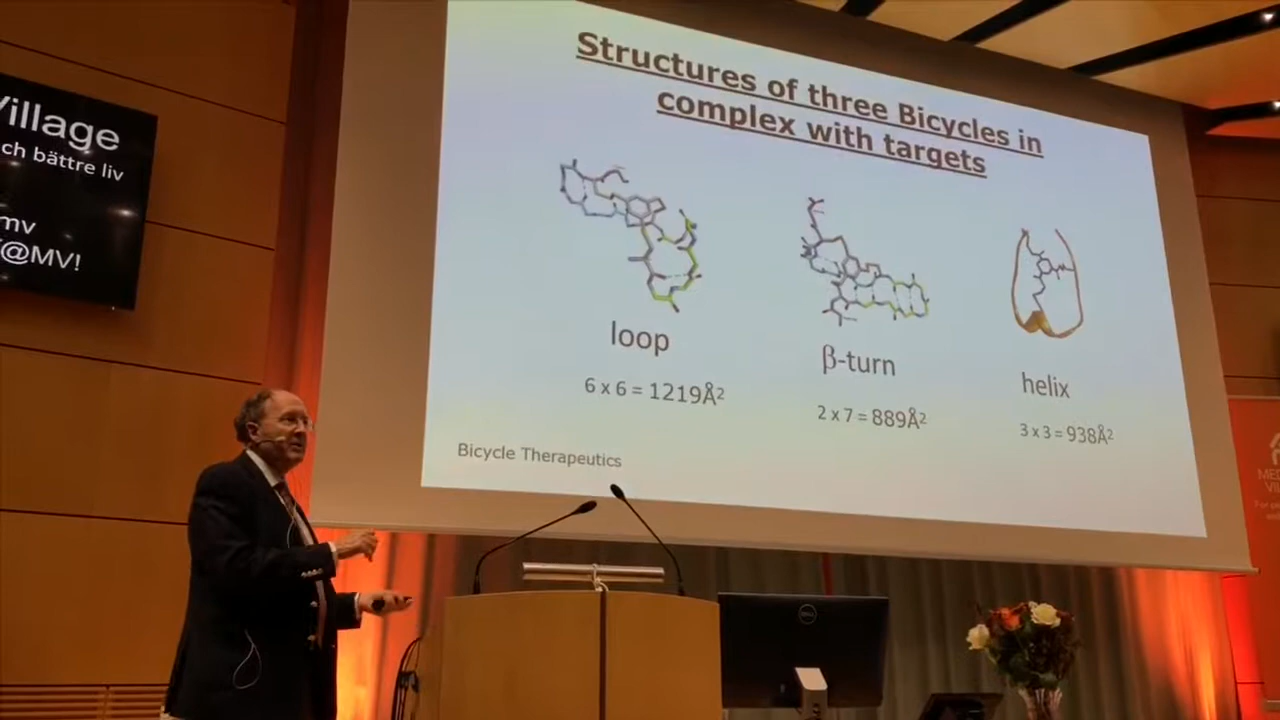 Village
ch bättre liv
mv
@MV!
Structures of three Bicycles in
complex with targets
loop
6 x 6 = 1219Å²
β-turn
2 x 7 = 889Å²
helix
3 x 3 = 938Å²
Bicycle Therapeutics
DELL